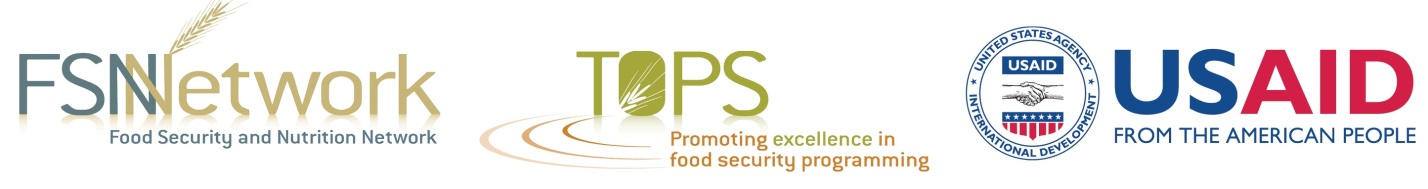 FSNNetwork
Food Security and Nutrition Network
TOPS
Promoting excellence in
food security programming
UNITED STATES AGENCY
USAID
INTERNATIONAL DEVELOPMENT
USAID
FROM THE AMERICAN PEOPLE